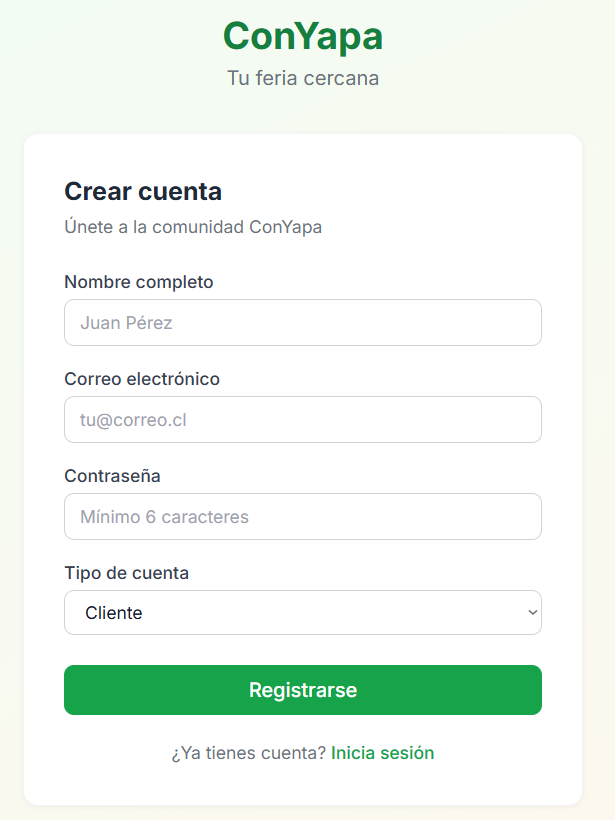 ConYapa
Tu feria cercana
Crear cuenta
Únete a la comunidad ConYapa
Nombre completo
Juan Pérez
Correo electrónico
tu@correo.cl
Contraseña
Mínimo 6 caracteres
Tipo de cuenta
Cliente
Registrarse
¿Ya tienes cuenta? Inicia sesión